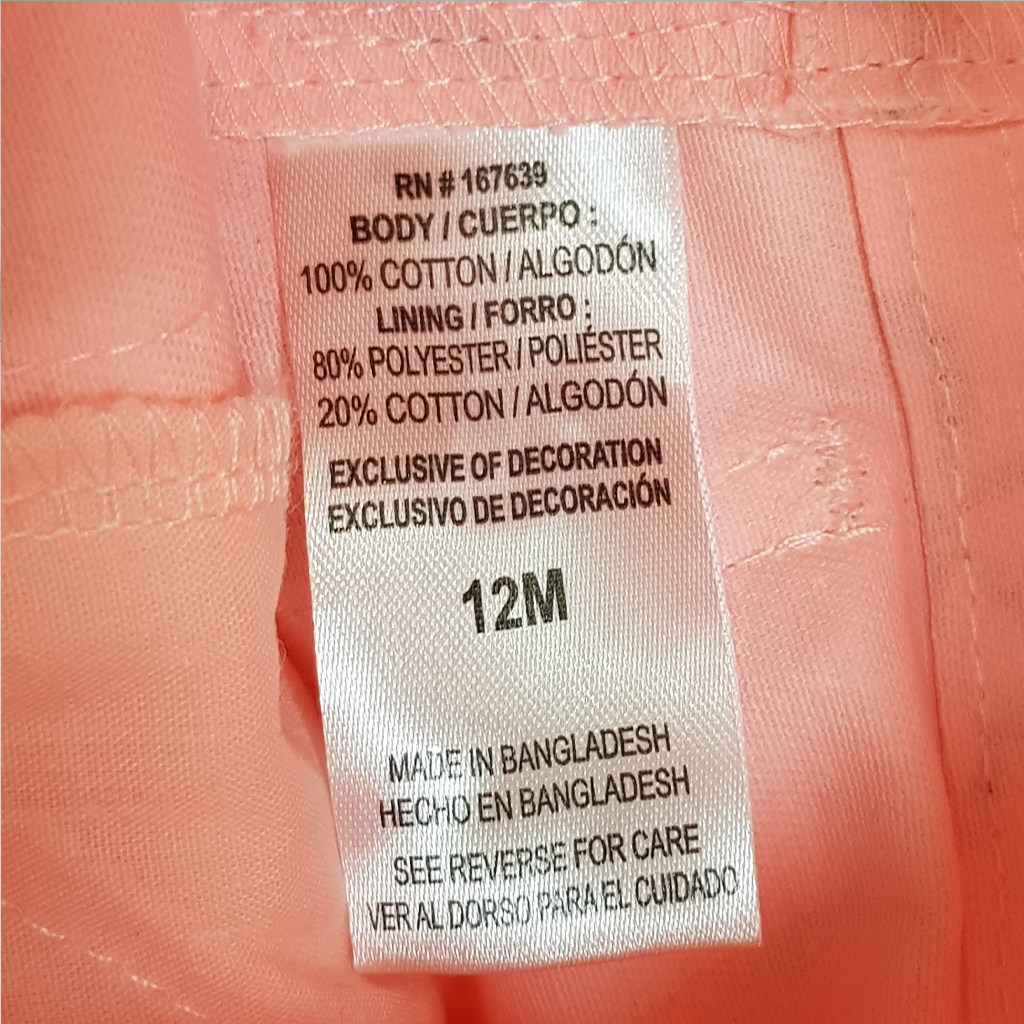 RN # 167639
BODY / CUERPO :
100% COTTON / ALGODÓN
LINING / FORRO :
80% POLYESTER / POLIÉSTER
20% COTTON / ALGODÓN
EXCLUSIVE OF DECORATION
EXCLUSIVO DE DECORACIÓN
12M
MADE IN BANGLADESH
HECHO EN BANGLADESH
SEE REVERSE FOR CARE
VER AL DORSO PARA EL CUIDADO